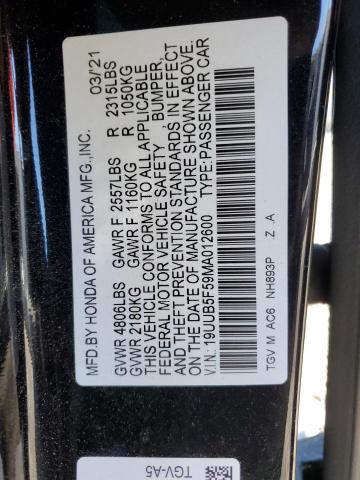 MFD.BY HONDA OF AMERICA MFG.,INC. 03/21
GVWR 4806LBS GAWR F 2557LBS R 2315LBS
GVWR 2180KG GAWR F 1160KG R 1050KG
THIS VEHICLE CONFORMS TO ALL APPLICABLE
FEDERAL MOTOR VEHICLE SAFETY, BUMPER,
AND THEFT PREVENTION STANDARDS IN EFFECT
ON THE DATE OF MANUFACTURE SHOWN ABOVE.
V.I.N.: 19UUB5F59MA012600 TYPE:PASSENGER CAR
TGV M AC6 NH893P Z .A
TGV-A5